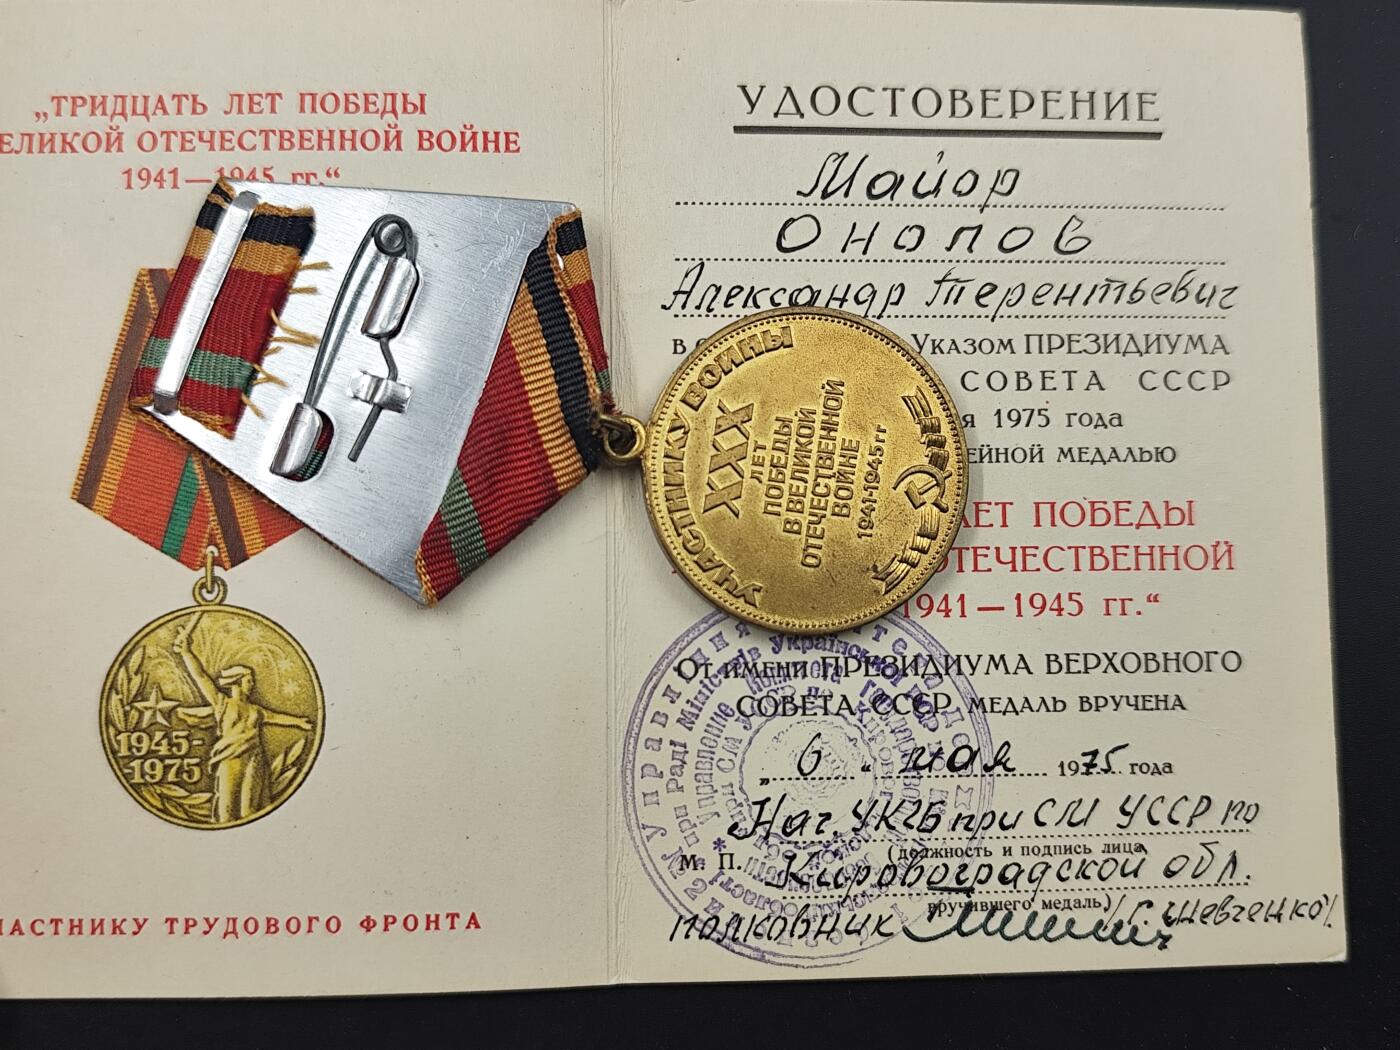 „ТРИДЦАТЬ ЛЕТ ПОБЕДЫ
ЕЛИКОЙ ОТЕЧЕСТВЕННОЙ ВОЙНЕ
1941—1945 гг.“
1945-
-1975
АСТНИКУ ТРУДОВОГО ФРОНТА
УЧАСТНИКУ ВОЙНЫ
XXX
ЛЕТ
ПОБЕДЫ
В ВЕЛИКОЙ
ОТЕЧЕСТВЕННОЙ
ВОЙНЕ
1941-1945 гг
УДОСТОВЕРЕНИЕ
Майор
Онопов
Александр Терентьевич
в Указом ПРЕЗИДИУМА
СОВЕТА СССР
я 1975 года
ЕЙНОЙ МЕДАЛЬЮ
ЛЕТ ПОБЕДЫ
ОТЕЧЕСТВЕННОЙ
1941—1945 гг.“
От имени ПРЕЗИДИУМА ВЕРХОВНОГО
СОВЕТА СССР МЕДАЛЬ ВРУЧЕНА
„6“ мая 1975 года
Нач. УКГБ при СМ УССР по
(должность и подпись лица,
М. П. Кировоградской обл.
вручившего медаль)
полковник /Г. Шевченко/